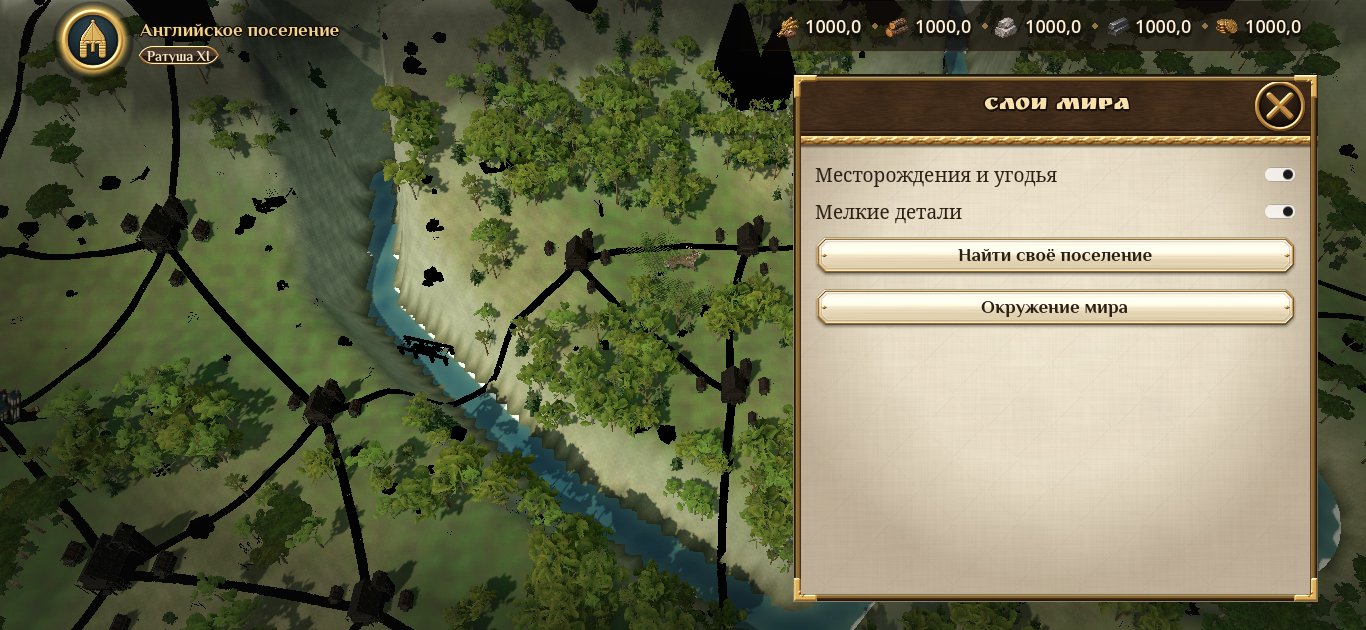 Английское поселение
Ратуша XI
1000,0 1000,0 1000,0 1000,0 1000,0
СЛОИ МИРА
Месторождения и угодья
Мелкие детали
Найти своё поселение
Окружение мира